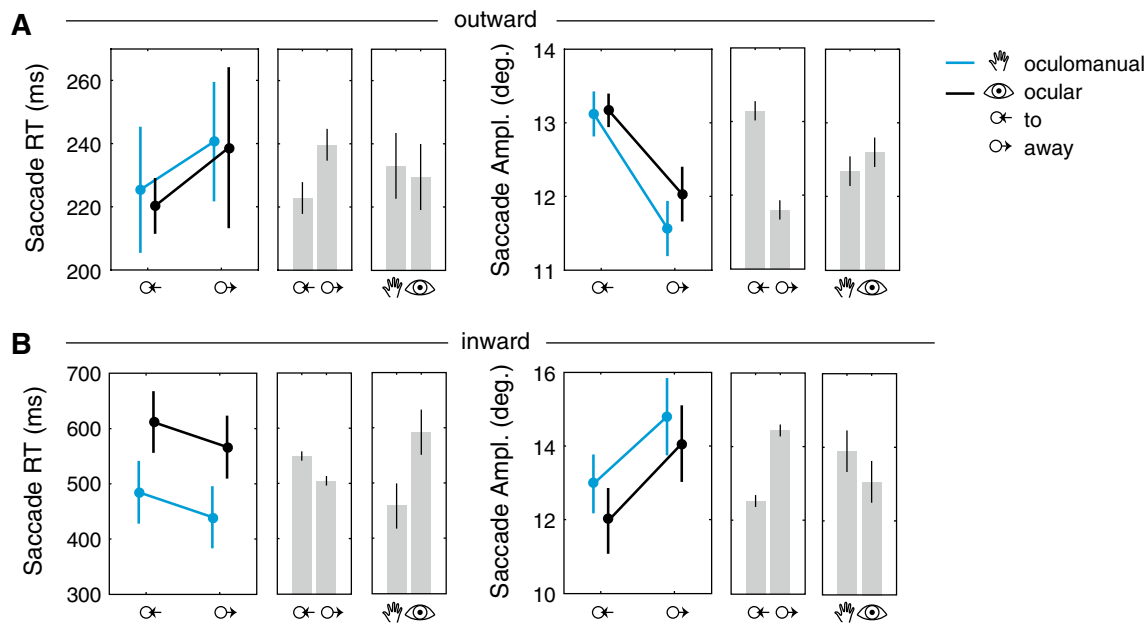 A
outward
Saccade RT (ms)
260
240
220
200
Saccade Ampl. (deg.)
14
13
12
11
oculomanual
ocular
to
away
B
inward
Saccade RT (ms)
700
600
500
400
300
Saccade Ampl. (deg.)
16
14
12
10